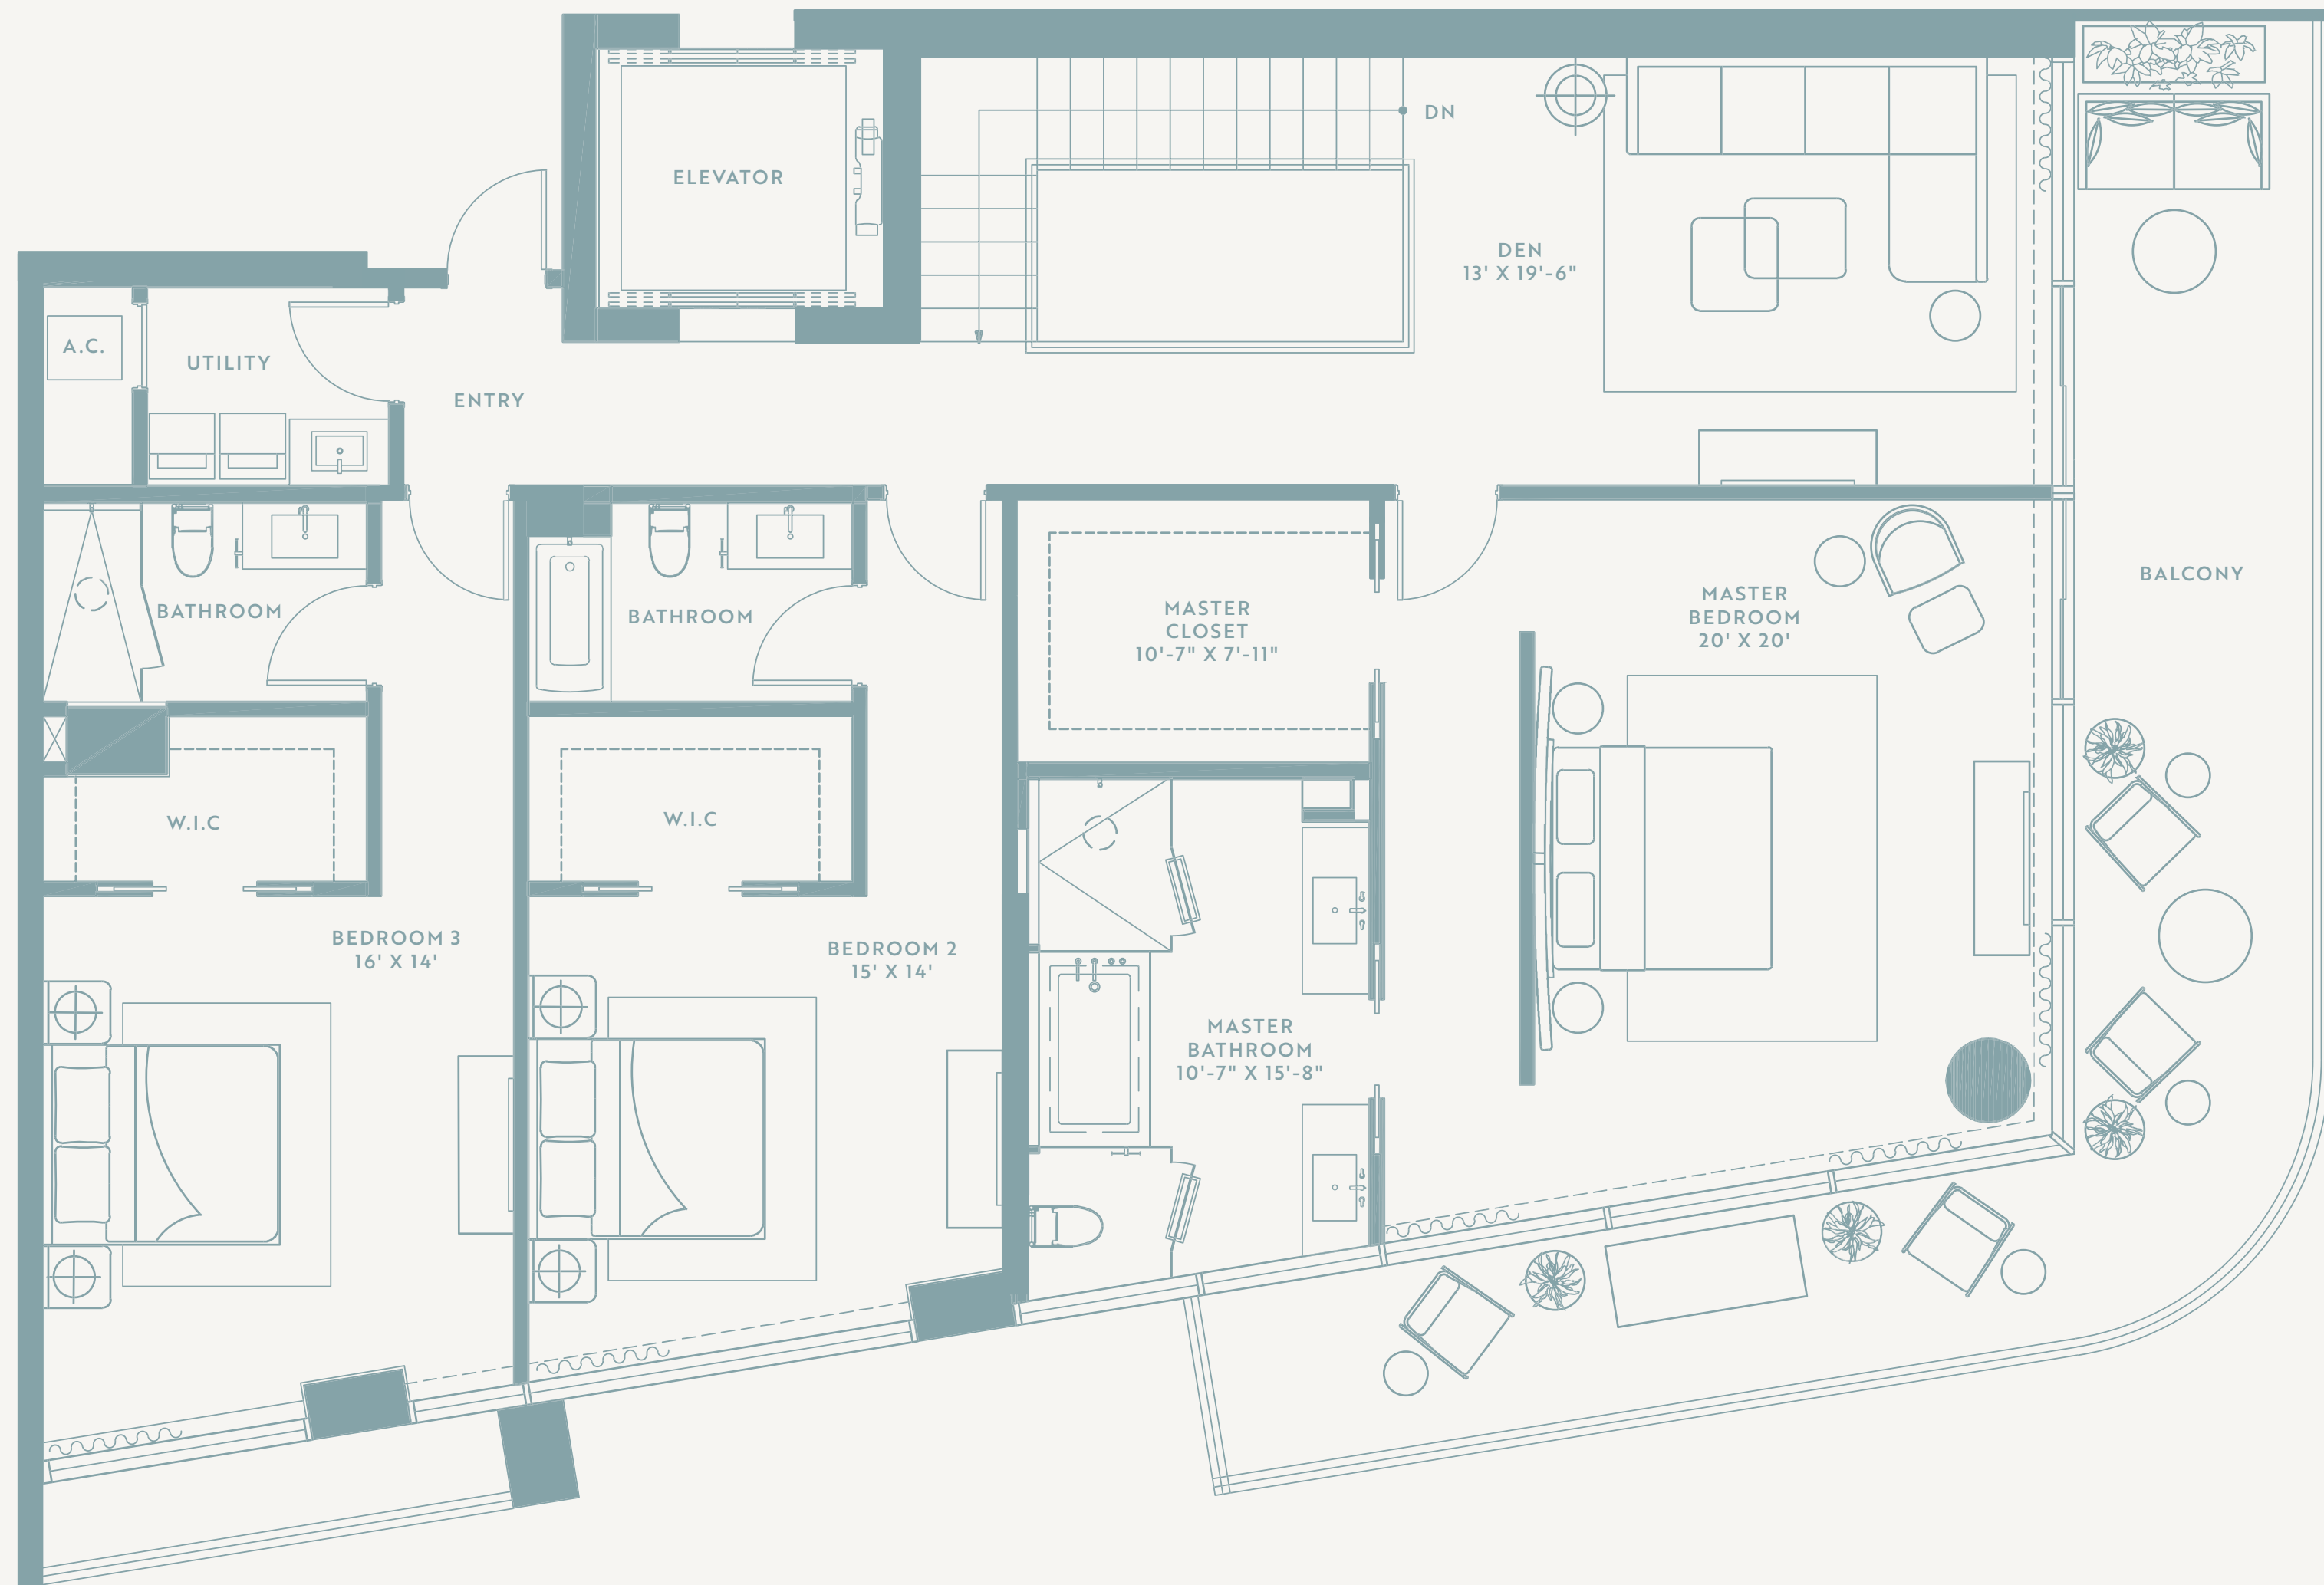 ELEVATOR
DN
DEN
13' X 19'-6"
A.C.
UTILITY
ENTRY
BATHROOM
BATHROOM
MASTER
CLOSET
10'-7" X 7'-11"
MASTER
BEDROOM
20' X 20'
BALCONY
W.I.C
W.I.C
BEDROOM 3
16' X 14'
BEDROOM 2
15' X 14'
MASTER
BATHROOM
10'-7" X 15'-8"